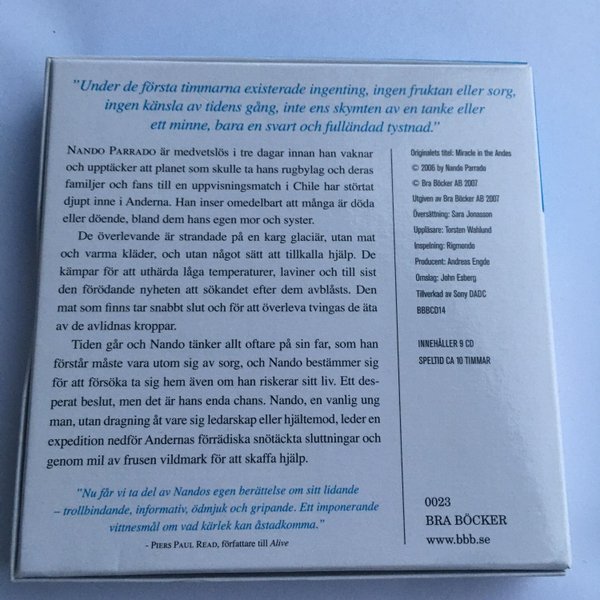 ”Under de första timmarna existerade ingenting, ingen fruktan eller sorg,
ingen känsla av tidens gång, inte ens skymten av en tanke eller
ett minne, bara en svart och fulländad tystnad.”
NANDO PARRADO är medvetslös i tre dagar innan han vaknar
och upptäcker att planet som skulle ta hans rugbylag och deras
familjer och fans till en uppvisningsmatch i Chile har störtat
djupt inne i Anderna. Han inser omedelbart att många är döda
eller döende, bland dem hans egen mor och syster.
De överlevande är strandade på en karg glaciär, utan mat
och varma kläder, och utan något sätt att tillkalla hjälp. De
kämpar för att uthärda låga temperaturer, laviner och till sist
den förödande nyheten att sökandet efter dem avblåsts. Den
mat som finns tar snabbt slut och för att överleva tvingas de äta
av de avlidnas kroppar.
Tiden går och Nando tänker allt oftare på sin far, som han
förstår måste vara utom sig av sorg, och Nando bestämmer sig
för att försöka ta sig hem även om han riskerar sitt liv. Ett des-
perat beslut, men det är hans enda chans. Nando, en vanlig ung
man, utan dragning åt vare sig ledarskap eller hjältemod, leder en
expedition nedför Andernas förrädiska snötäckta sluttningar och
genom mil av frusen vildmark för att skaffa hjälp.
”Nu får vi ta del av Nandos egen berättelse om sitt lidande
– trollbindande, informativ, ödmjuk och gripande. Ett imponerande
vittnesmål om vad kärlek kan åstadkomma.”
- PIERS PAUL READ, författare till Alive
Originalets titel: Miracle in the Andes
© 2006 by Nando Parrado
© Bra Böcker AB 2007
Utgiven av Bra Böcker AB 2007
Översättning: Sara Jonasson
Uppläsare: Torsten Wahlund
Inspelning: Rigmondo
Producent: Andreas Engde
Omslag: John Esberg
Tillverkad av Sony DADC
BBBCD14
INNEHÅLLER 9 CD
SPELTID CA 10 TIMMAR
0023
BRA BÖCKER
www.bbb.se